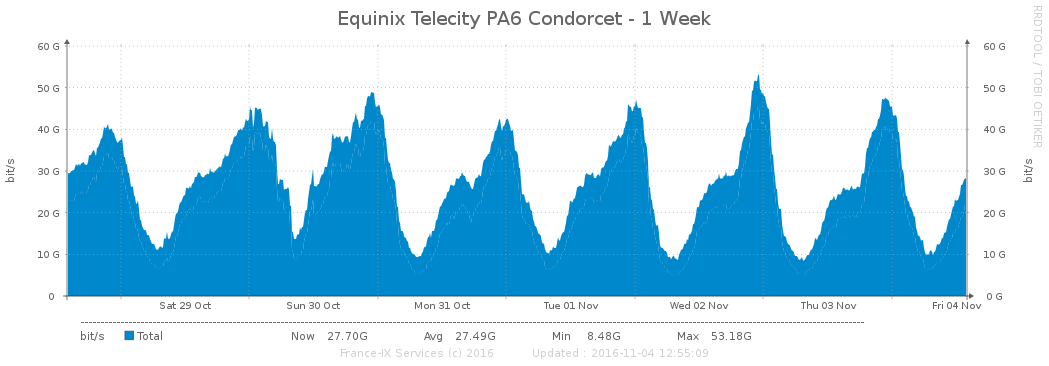 Equinix Telecity PA6 Condorcet - 1 Week
RRDTOOL / TOBI OETIKER
60 G 60 G
50 G 50 G
40 G 40 G
30 G 30 G
20 G 20 G
10 G 10 G
0 0 G
bit/s
bit/s
Sat 29 Oct Sun 30 Oct Mon 31 Oct Tue 01 Nov Wed 02 Nov Thu 03 Nov Fri 04 Nov
bit/s Total Now 27.70G Avg 27.49G Min 8.48G Max 53.18G
France-IX Services (c) 2016 Updated : 2016-11-04 12:55:09